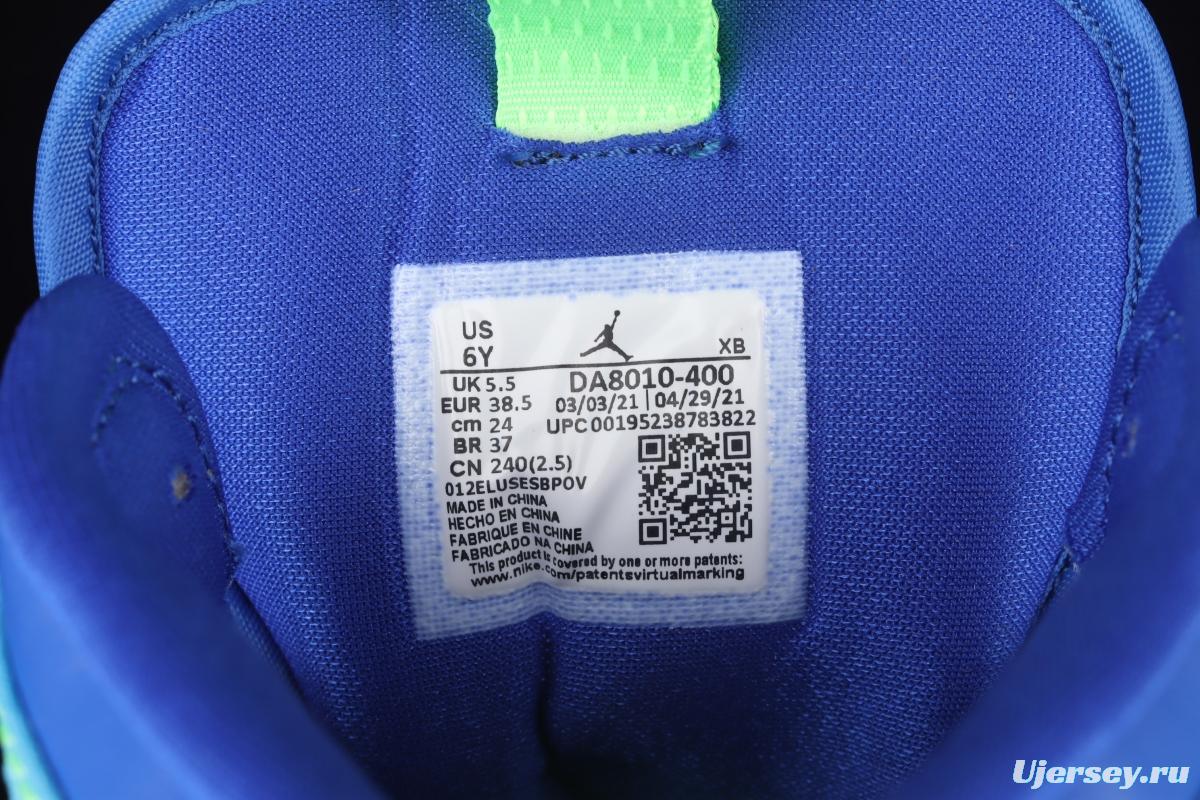 US
6Y
XB
UK 5.5
DA8010-400
EUR 38.5
03/03/21 | 04/29/21
cm 24
UPC 00195238783822
BR 37
CN 240(2.5)
012ELUSESBPOV
MADE IN CHINA
HECHO EN CHINA
FABRIQUE EN CHINE
FABRICADO NA CHINA
This product is covered by one or more patents:
www.nike.com/patentsvirtualmarking
Ujersey.ru